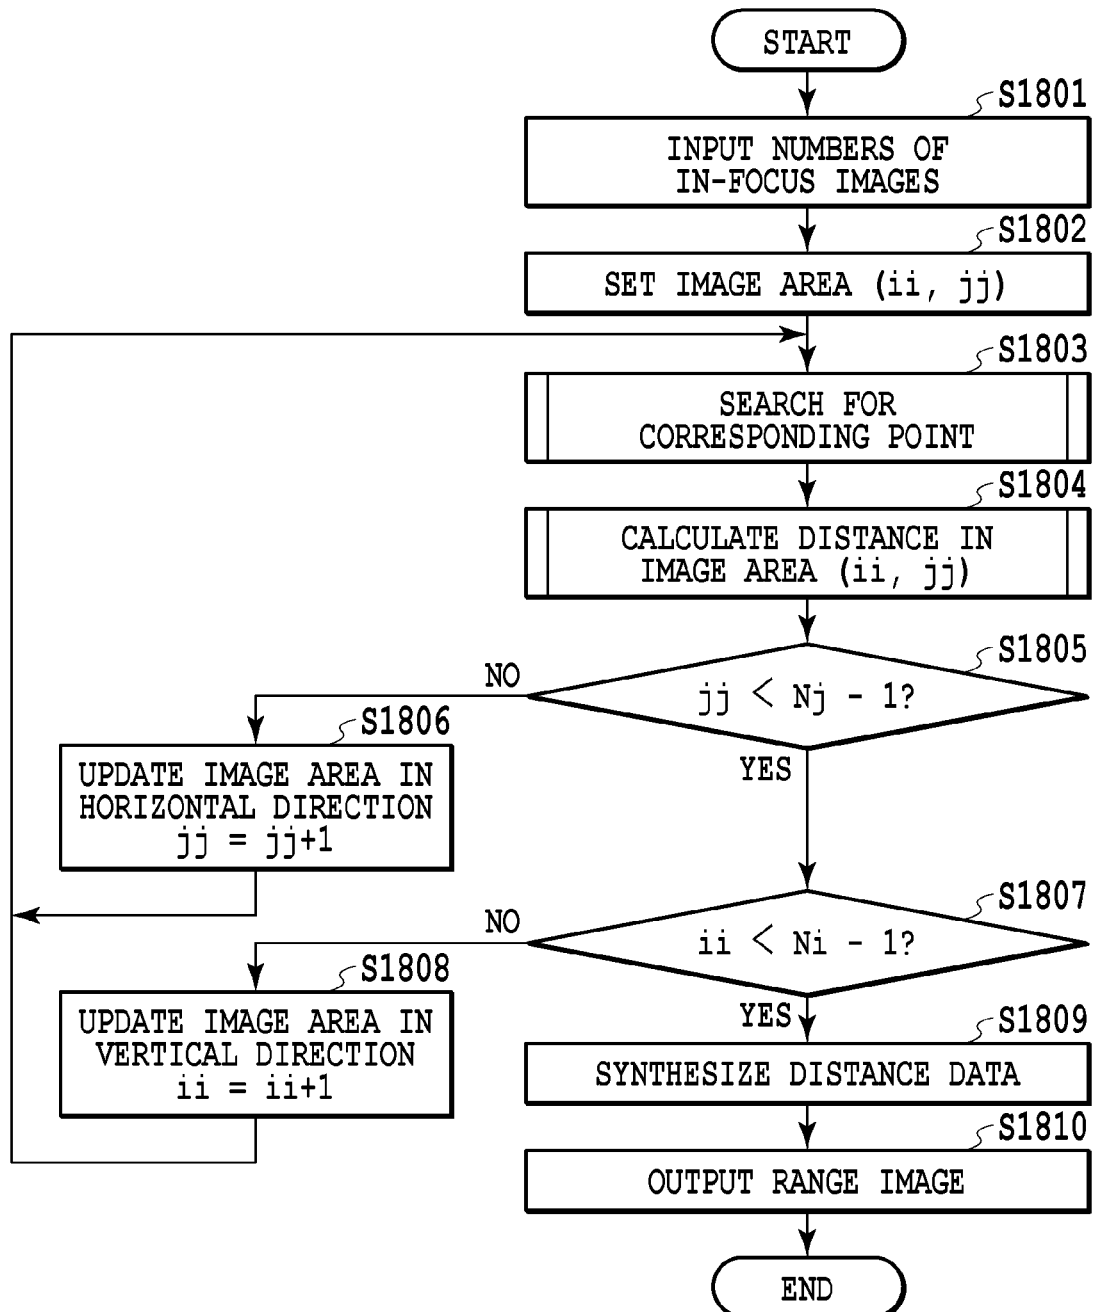 START
S1801
INPUT NUMBERS OF
IN-FOCUS IMAGES
S1802
SET IMAGE AREA (ii, jj)
S1803
SEARCH FOR
CORRESPONDING POINT
S1804
CALCULATE DISTANCE IN
IMAGE AREA (ii, jj)
S1805
jj < Nj - 1?
NO
YES
S1806
UPDATE IMAGE AREA IN
HORIZONTAL DIRECTION
jj = jj+1
S1807
ii < Ni - 1?
NO
YES
S1808
UPDATE IMAGE AREA IN
VERTICAL DIRECTION
ii = ii+1
S1809
SYNTHESIZE DISTANCE DATA
S1810
OUTPUT RANGE IMAGE
END